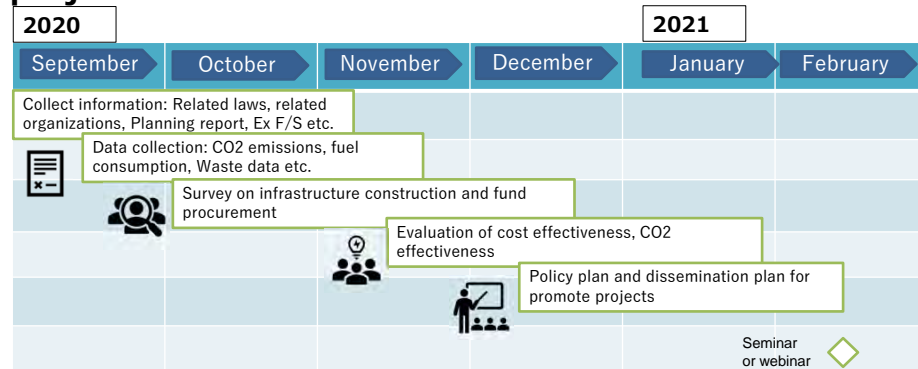 2020
2021
September
October
November
December
January
February
Collect information: Related laws, related
organizations, Planning report, Ex F/S etc.
Data collection: CO2 emissions, fuel
consumption, Waste data etc.
Survey on infrastructure construction and fund
procurement
Evaluation of cost effectiveness, CO2
effectiveness
Policy plan and dissemination plan for
promote projects
Seminar
or webinar